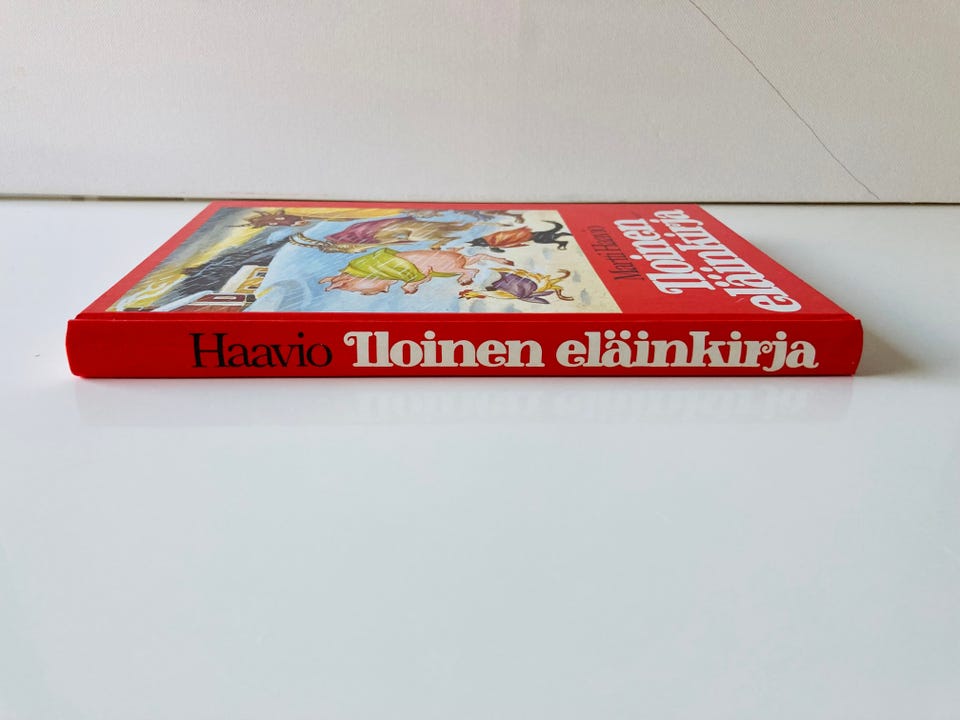 Iloinen
eläinkirja
Martti Haavio
Haavio Iloinen eläinkirja